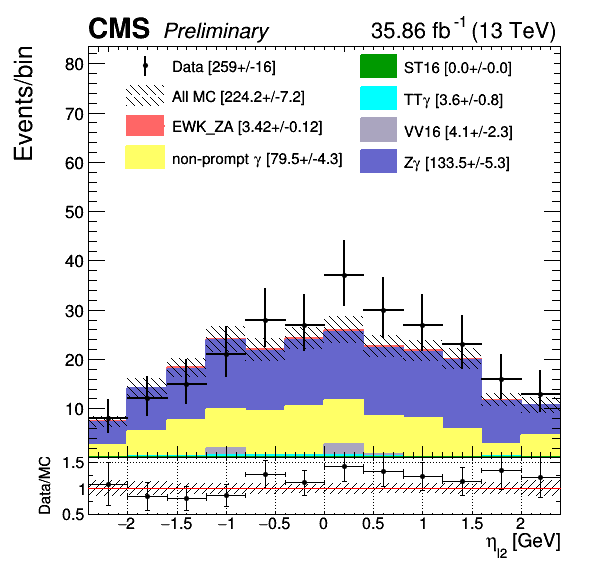 CMS Preliminary 35.86 fb⁻¹ (13 TeV)
Events/bin
80
70
60
50
40
30
20
10
Data [259+/-16]
All MC [224.2+/-7.2]
EWK_ZA [3.42+/-0.12]
non-prompt γ [79.5+/-4.3]
ST16 [0.0+/-0.0]
TTγ [3.6+/-0.8]
VV16 [4.1+/-2.3]
Zγ [133.5+/-5.3]
Data/MC
1.5
1
0.5
−2 −1.5 −1 −0.5 0 0.5 1 1.5 2
η_l2 [GeV]